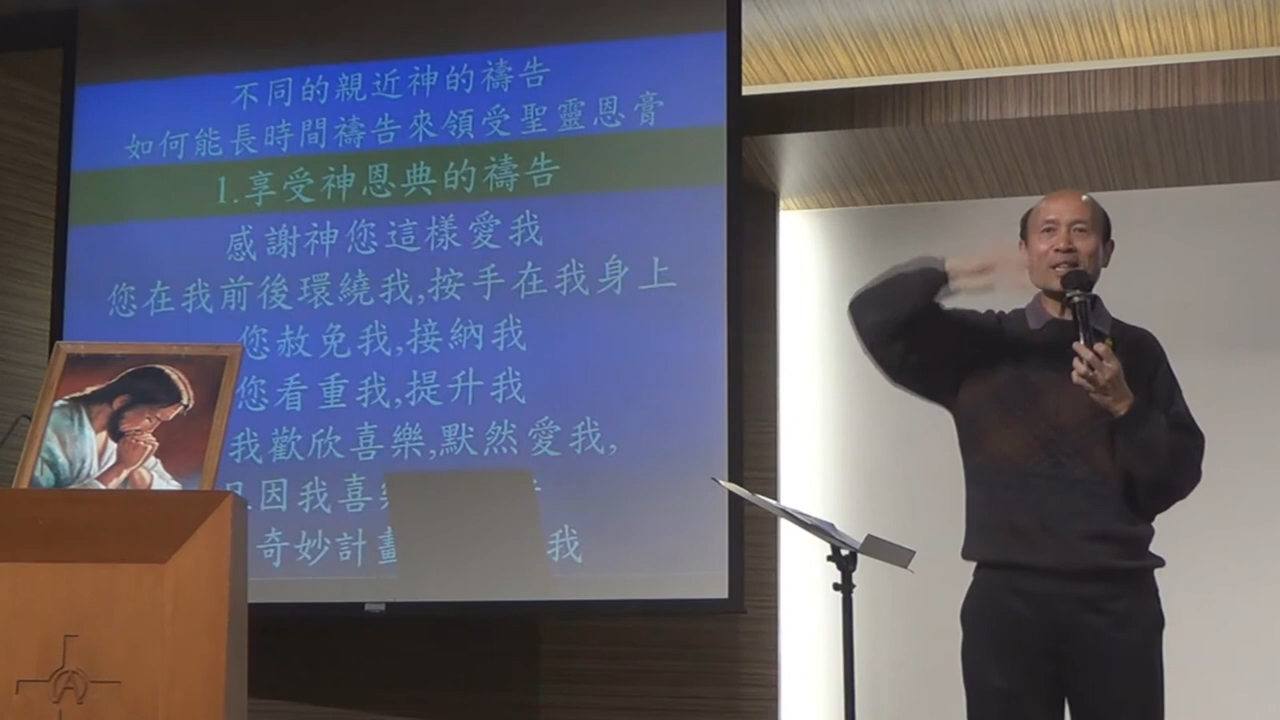 不同的親近神的禱告
如何能長時間禱告來領受聖靈恩膏
1.享受神恩典的禱告
感謝神您這樣愛我
您在我前後環繞我,按手在我身上
您赦免我,接納我
您看重我,提升我
我歡欣喜樂,默然愛我,
因我喜
奇妙計畫 我